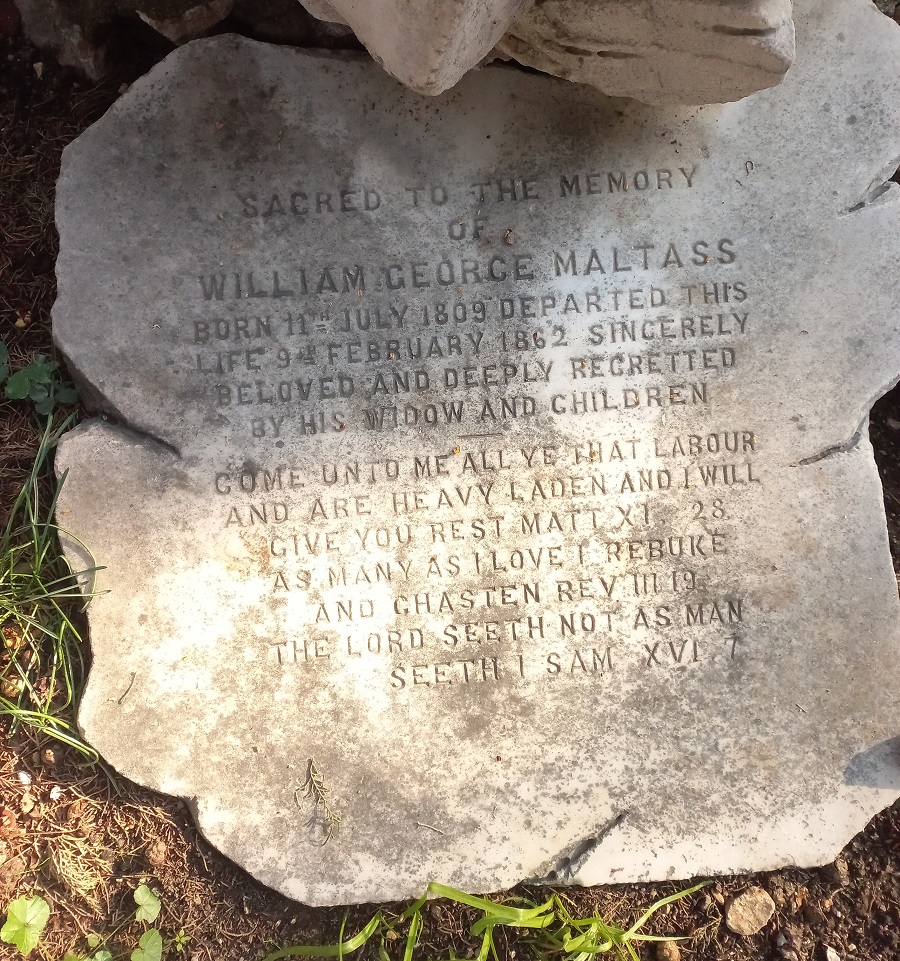 SACRED TO THE MEMORY
OF
WILLIAM GEORGE MALTASS
BORN 11TH JULY 1809 DEPARTED THIS
LIFE 9TH FEBRUARY 1862 SINCERELY
BELOVED AND DEEPLY REGRETTED
BY HIS WIDOW AND CHILDREN
COME UNTO ME ALL YE THAT LABOUR
AND ARE HEAVY LADEN AND I WILL
GIVE YOU REST MATT XI. 28
AS MANY AS I LOVE I REBUKE
AND CHASTEN REV III 19
THE LORD SEETH NOT AS MAN
SEETH I SAM XVI 7